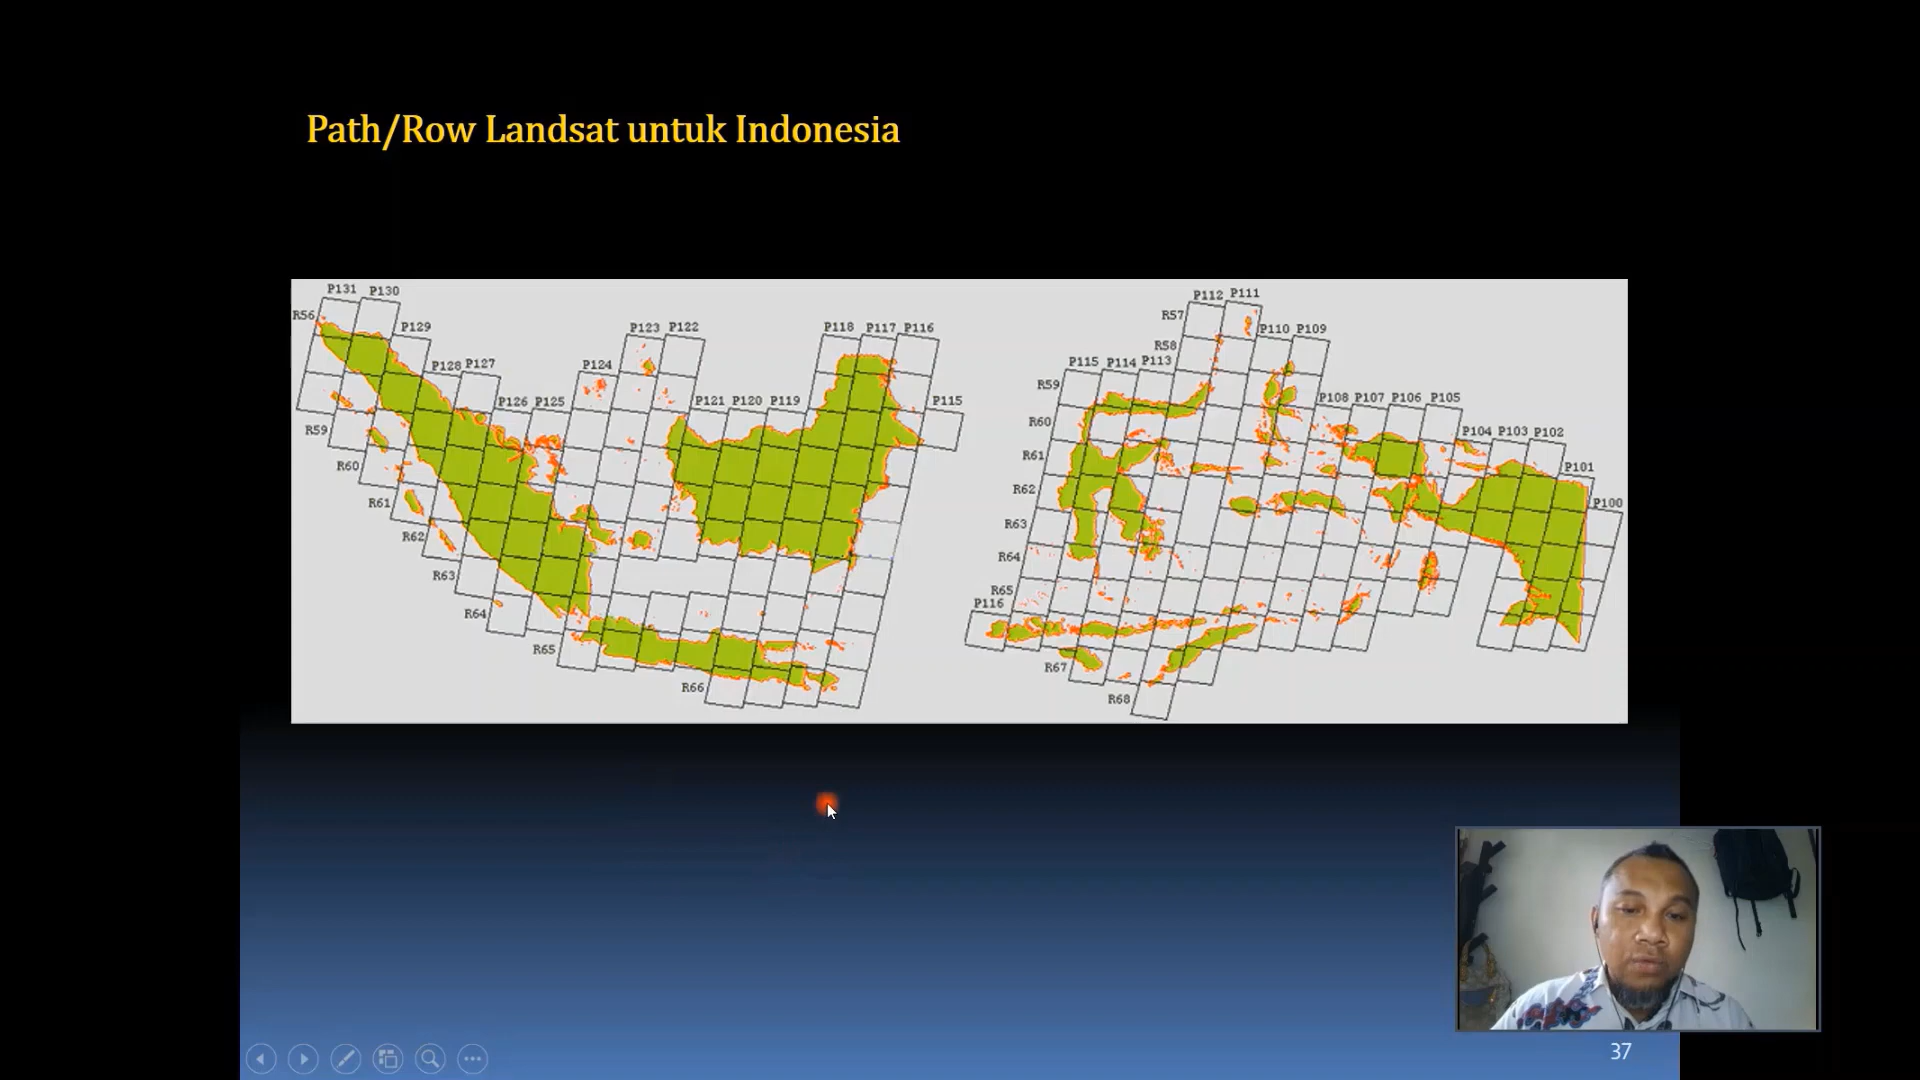 Path/Row Landsat untuk Indonesia
P131 P130
R56
P129
P128 P127
P126 P125
P124
P123 P122
P121 P120 P119
P118 P117 P116
P115
R59
R60
R61
R62
R63
R64
R65
R66
P112 P111
R57
P110 P109
R58
P115 P114 P113
R59
P108 P107 P106 P105
R60
P104 P103 P102
R61
P101
R62
P100
R63
R64
R65
P116
R67
R68
37